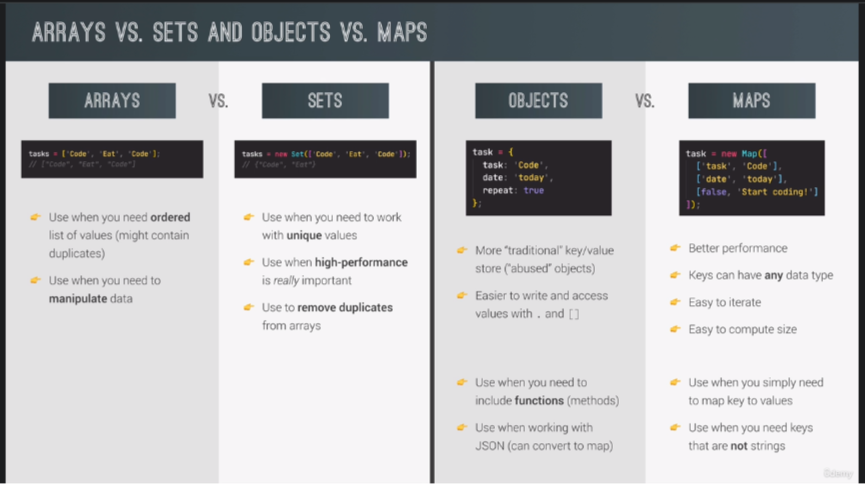 ARRAYS VS. SETS AND OBJECTS VS. MAPS
ARRAYS
VS.
SETS
tasks = ['Code', 'Eat', 'Code'];
// ["Code", "Eat", "Code"]
tasks = new Set(['Code', 'Eat', 'Code']);
// {"Code", "Eat"}
👉 Use when you need ordered
list of values (might contain
duplicates)
👉 Use when you need to
manipulate data
👉 Use when you need to work
with unique values
👉 Use when high-performance
is really important
👉 Use to remove duplicates
from arrays
OBJECTS
VS.
MAPS
task = {
task: 'Code',
date: 'today',
repeat: true
};
task = new Map([
['task', 'Code'],
['date', 'today'],
[false, 'Start coding!']
]);
👉 More "traditional" key/value
store ("abused" objects)
👉 Easier to write and access
values with . and []
👉 Use when you need to
include functions (methods)
👉 Use when working with
JSON (can convert to map)
👉 Better performance
👉 Keys can have any data type
👉 Easy to iterate
👉 Easy to compute size
👉 Use when you simply need
to map key to values
👉 Use when you need keys
that are not strings
Udemy